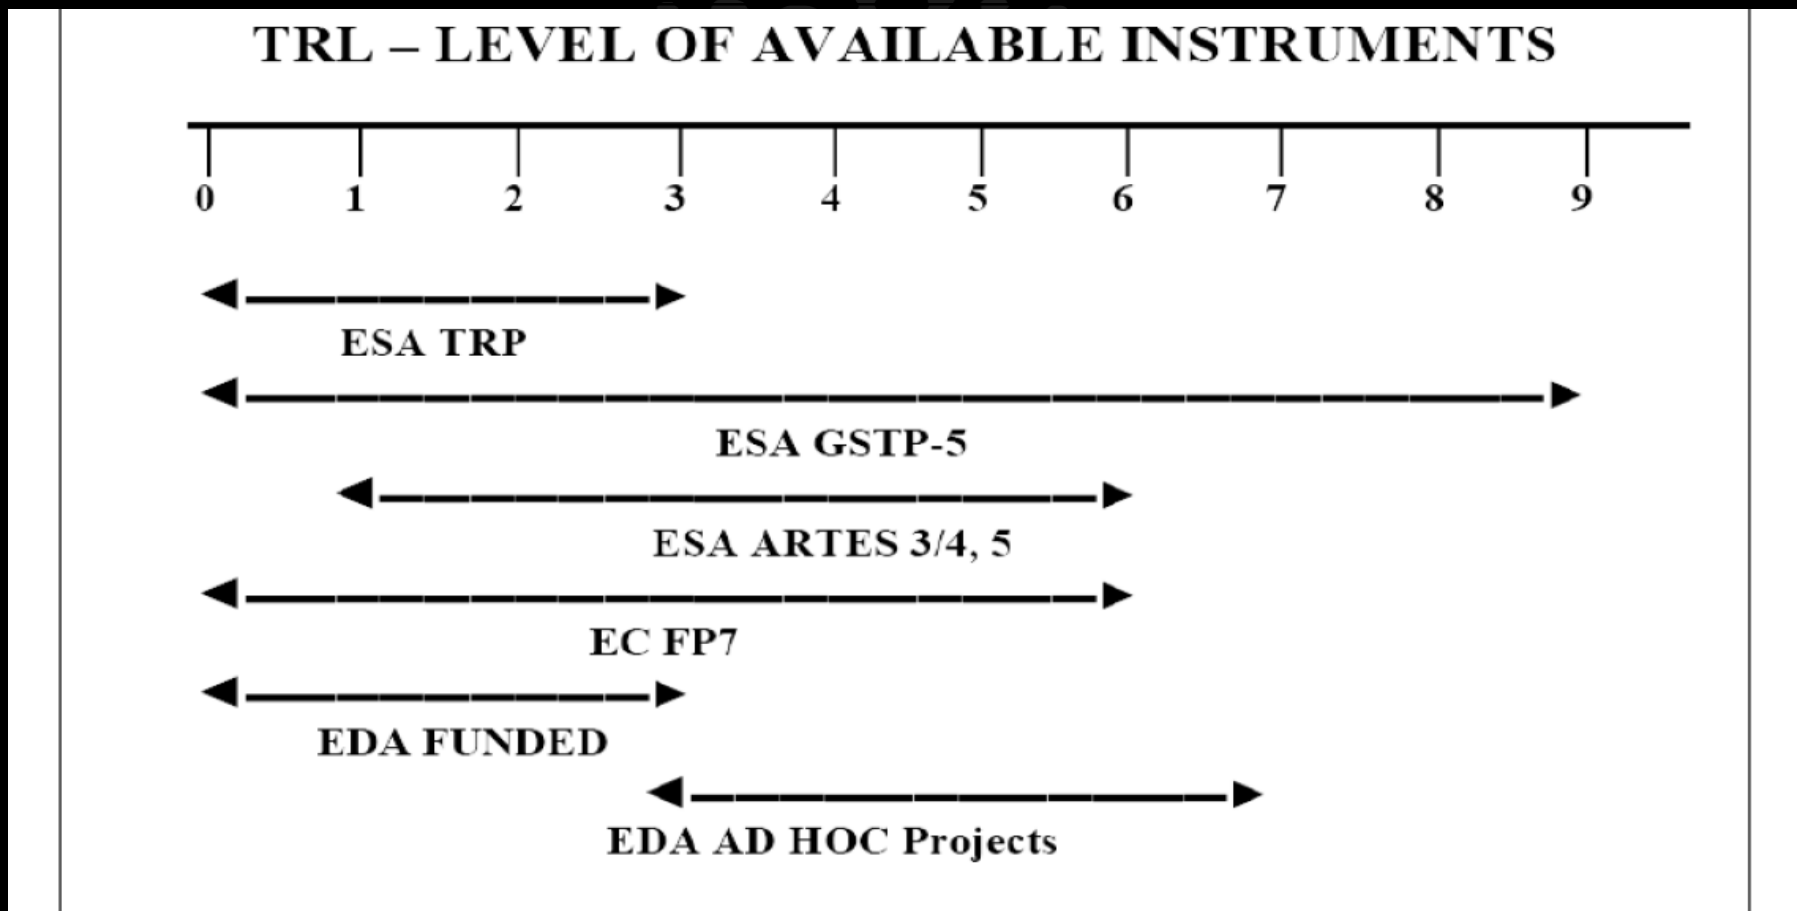 TRL – LEVEL OF AVAILABLE INSTRUMENTS
0 1 2 3 4 5 6 7 8 9
ESA TRP
ESA GSTP-5
ESA ARTES 3/4, 5
EC FP7
EDA FUNDED
EDA AD HOC Projects